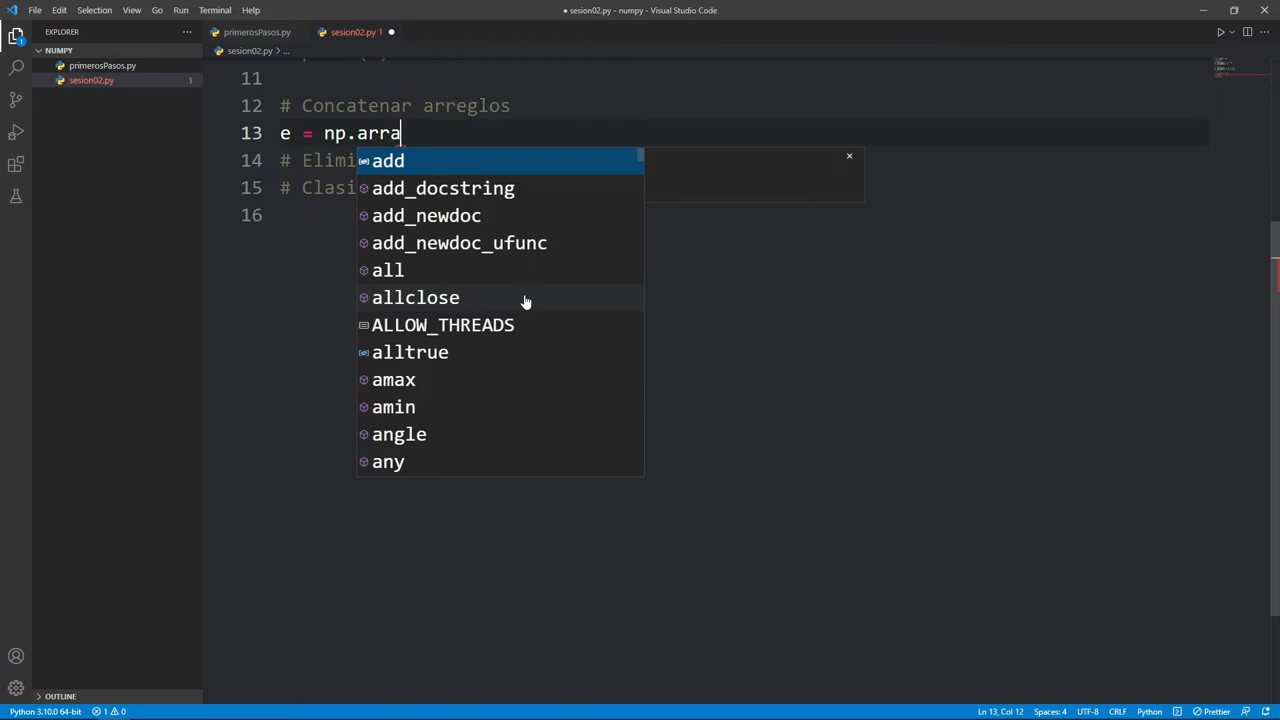 File Edit Selection View Go Run Terminal Help
● sesion02.py - numpy - Visual Studio Code
EXPLORER
primerosPasos.py
sesion02.py 1
NUMPY
sesion02.py > ...
primerosPasos.py
sesion02.py 1
11
12 # Concatenar arreglos
13 e = np.arra
14 # Elimi
15 # Clasi
16
add
add_docstring
add_newdoc
add_newdoc_ufunc
all
allclose
ALLOW_THREADS
alltrue
amax
amin
angle
any
OUTLINE
Python 3.10.0 64-bit 1 0 Ln 13, Col 12 Spaces: 4 UTF-8 CRLF Python Prettier